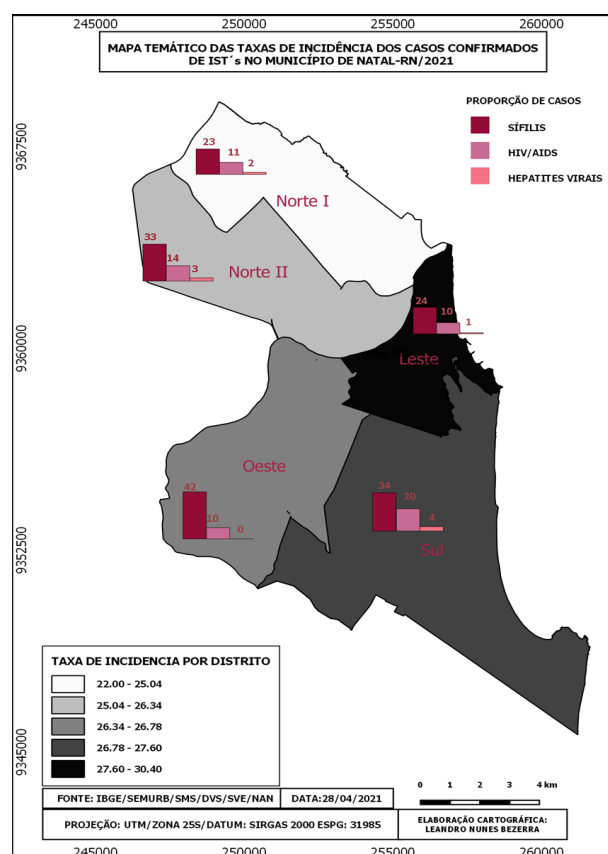 245000 250000 255000 260000
MAPA TEMÁTICO DAS TAXAS DE INCIDÊNCIA DOS CASOS CONFIRMADOS
DE IST´s NO MUNICÍPIO DE NATAL-RN/2021
PROPORÇÃO DE CASOS
SÍFILIS
HIV/AIDS
HEPATITES VIRAIS
9367500
9360000
9352500
9345000
23 11 2
Norte I
33 14 3
Norte II
24 10 1
Leste
Oeste
42 10 0
34 20 4
Sul
TAXA DE INCIDENCIA POR DISTRITO
22.00 - 25.04
25.04 - 26.34
26.34 - 26.78
26.78 - 27.60
27.60 - 30.40
0 1 2 3 4 km
FONTE: IBGE/SEMURB/SMS/DVS/SVE/NAN
DATA:28/04/2021
PROJEÇÃO: UTM/ZONA 25S/DATUM: SIRGAS 2000 ESPG: 31985
ELABORAÇÃO CARTOGRÁFICA:
LEANDRO NUNES BEZERRA
245000 250000 255000 260000